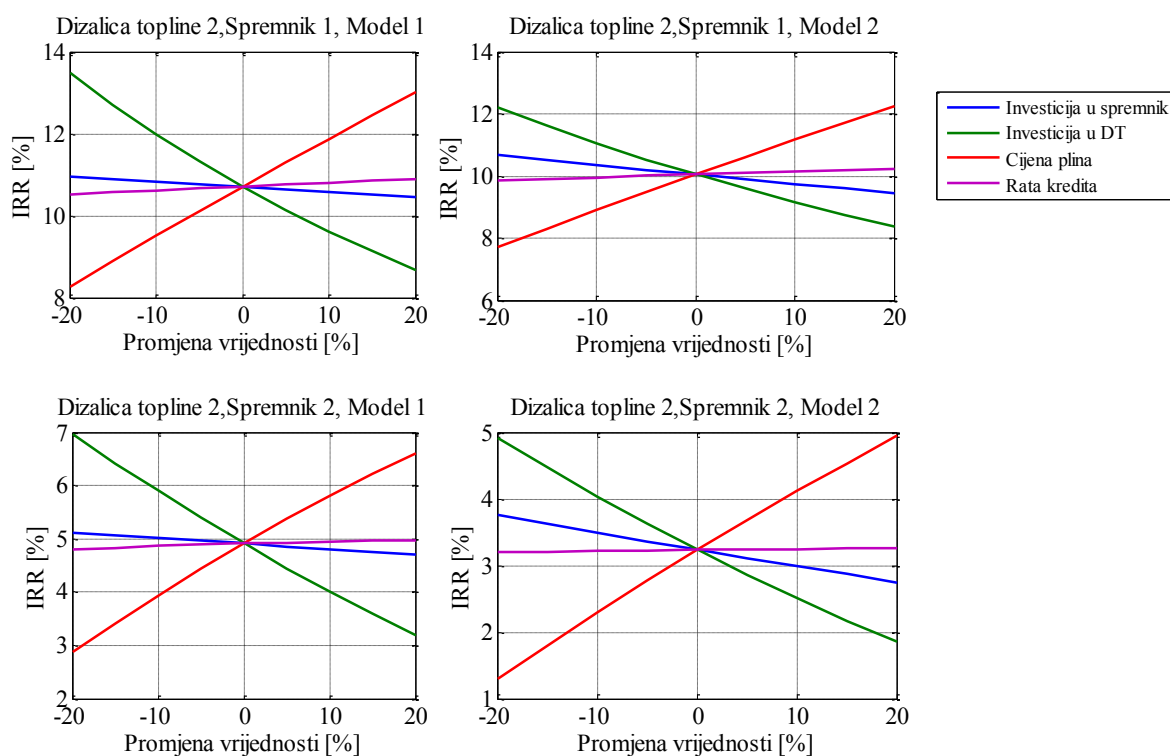 Dizalica topline 2,Spremnik 1, Model 1
14
12
10
8
IRR [%]
-20 -10 0 10 20
Promjena vrijednosti [%]
Dizalica topline 2,Spremnik 1, Model 2
14
12
10
8
6
IRR [%]
-20 -10 0 10 20
Promjena vrijednosti [%]
Investicija u spremnik
Investicija u DT
Cijena plina
Rata kredita
Dizalica topline 2,Spremnik 2, Model 1
7
6
5
4
3
2
IRR [%]
-20 -10 0 10 20
Promjena vrijednosti [%]
Dizalica topline 2,Spremnik 2, Model 2
5
4
3
2
1
IRR [%]
-20 -10 0 10 20
Promjena vrijednosti [%]